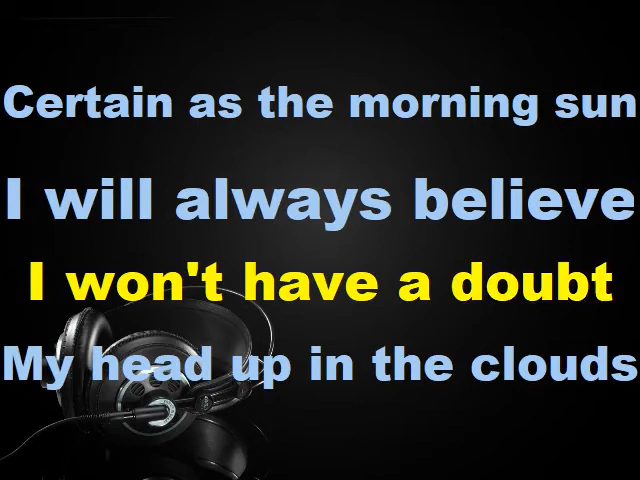 Certain as the morning sun
I will always believe
I won't have a doubt
My head up in the clouds